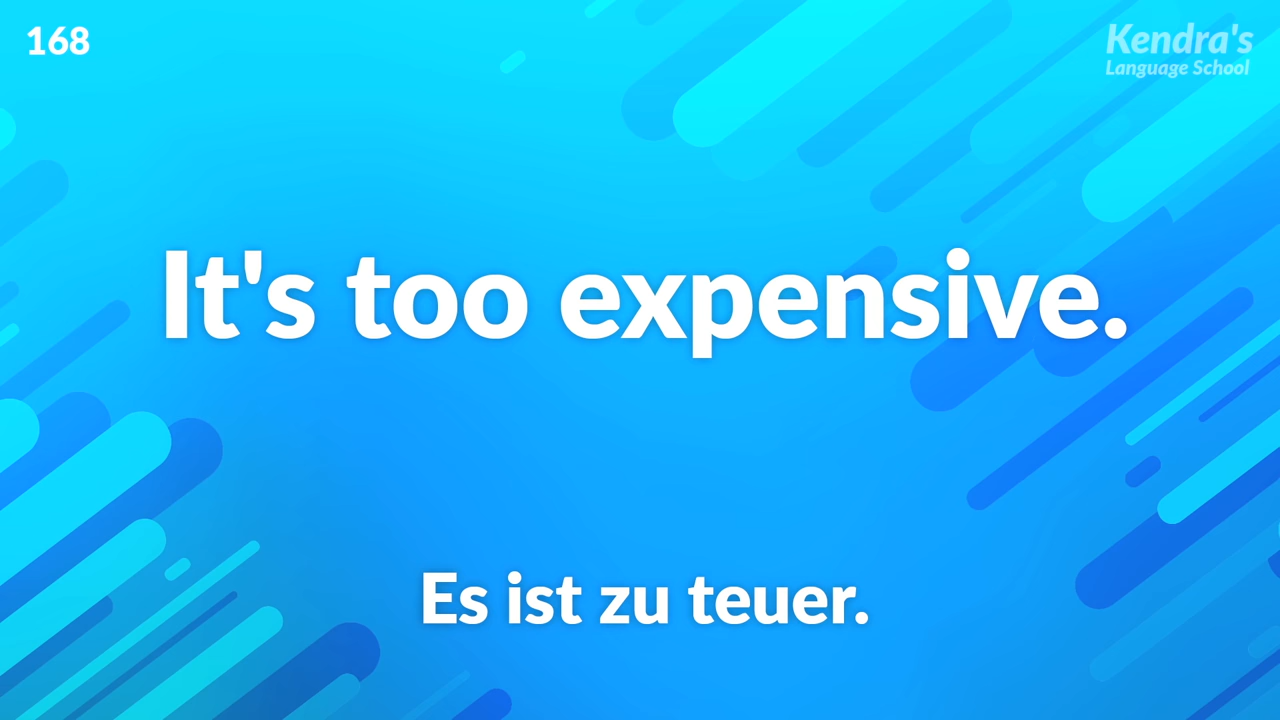 168
Kendra's
Language School
It's too expensive.
Es ist zu teuer.